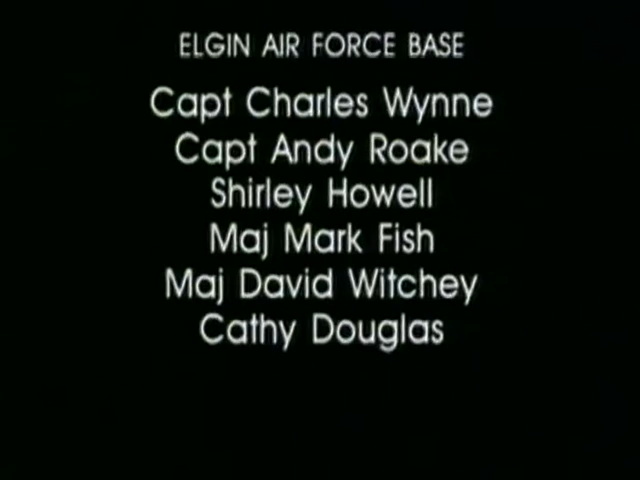 ELGIN AIR FORCE BASE
Capt Charles Wynne
Capt Andy Roake
Shirley Howell
Maj Mark Fish
Maj David Witchey
Cathy Douglas